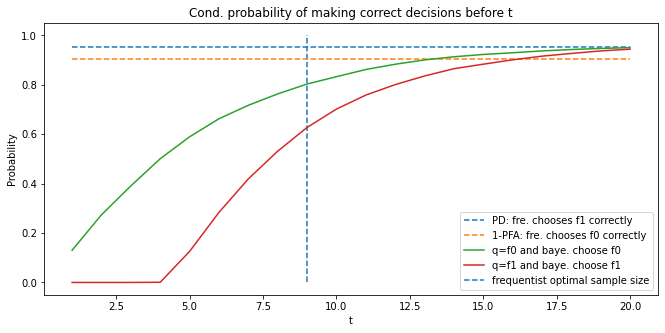 Cond. probability of making correct decisions before t
Probability
1.0
0.8
0.6
0.4
0.2
0.0
PD: fre. chooses f1 correctly
1-PFA: fre. chooses f0 correctly
q=f0 and baye. choose f0
q=f1 and baye. choose f1
frequentist optimal sample size
2.5 5.0 7.5 10.0 12.5 15.0 17.5 20.0
t